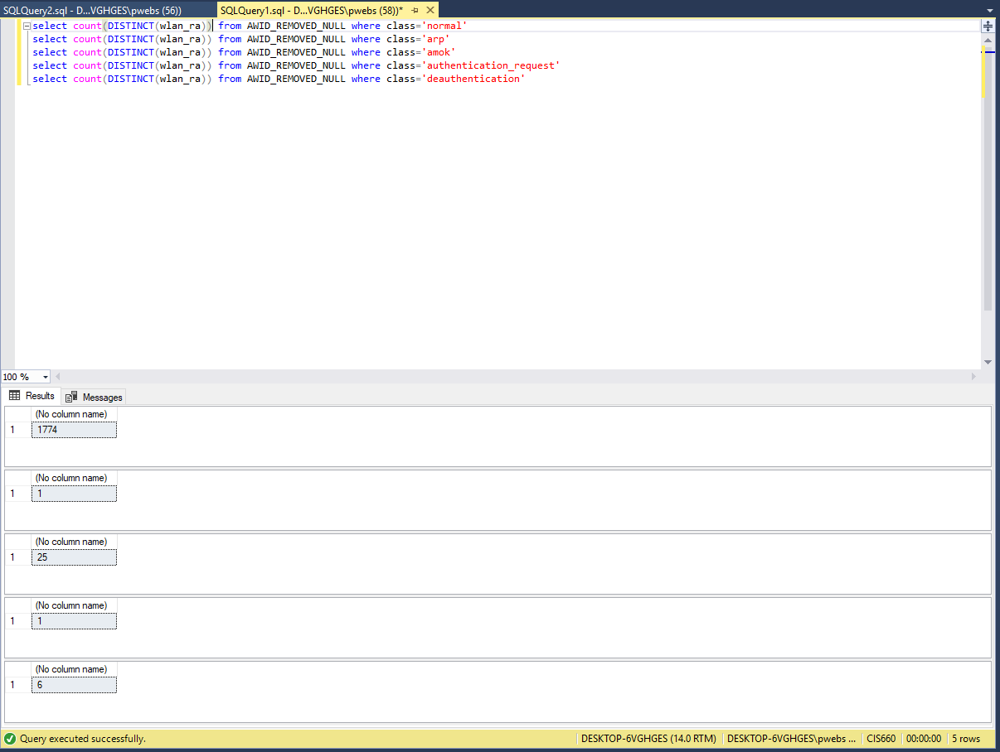 SQLQuery2.sql - D...VGHGES\pwebs (56)) SQLQuery1.sql - D...VGHGES\pwebs (58))*
select count(DISTINCT(wlan_ra)) from AWID_REMOVED_NULL where class='normal'
select count(DISTINCT(wlan_ra)) from AWID_REMOVED_NULL where class='arp'
select count(DISTINCT(wlan_ra)) from AWID_REMOVED_NULL where class='amok'
select count(DISTINCT(wlan_ra)) from AWID_REMOVED_NULL where class='authentication_request'
select count(DISTINCT(wlan_ra)) from AWID_REMOVED_NULL where class='deauthentication'
100 %
Results Messages
(No column name)
1 1774
(No column name)
1 1
(No column name)
1 25
(No column name)
1 1
(No column name)
1 6
Query executed successfully. DESKTOP-6VGHGES (14.0 RTM) DESKTOP-6VGHGES\pwebs ... CIS660 00:00:00 5 rows